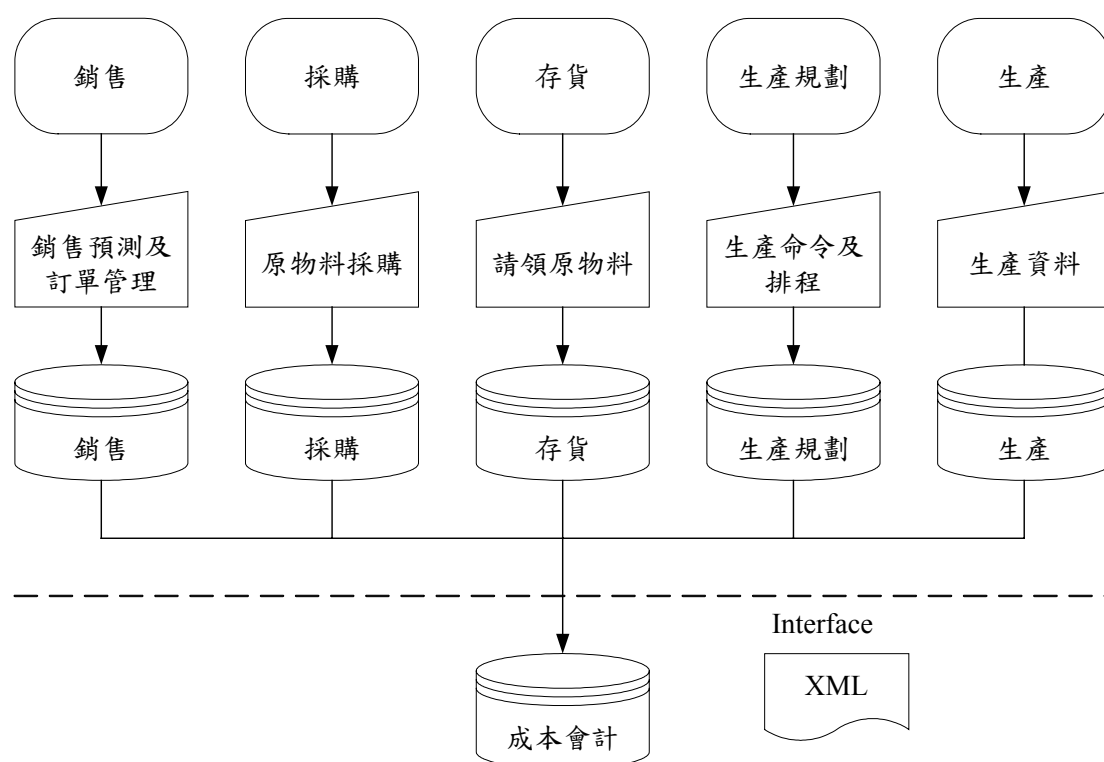 銷售
採購
存貨
生產規劃
生產
銷售預測及
訂單管理
原物料採購
請領原物料
生產命令及
排程
生產資料
銷售
採購
存貨
生產規劃
生產
Interface
XML
成本會計